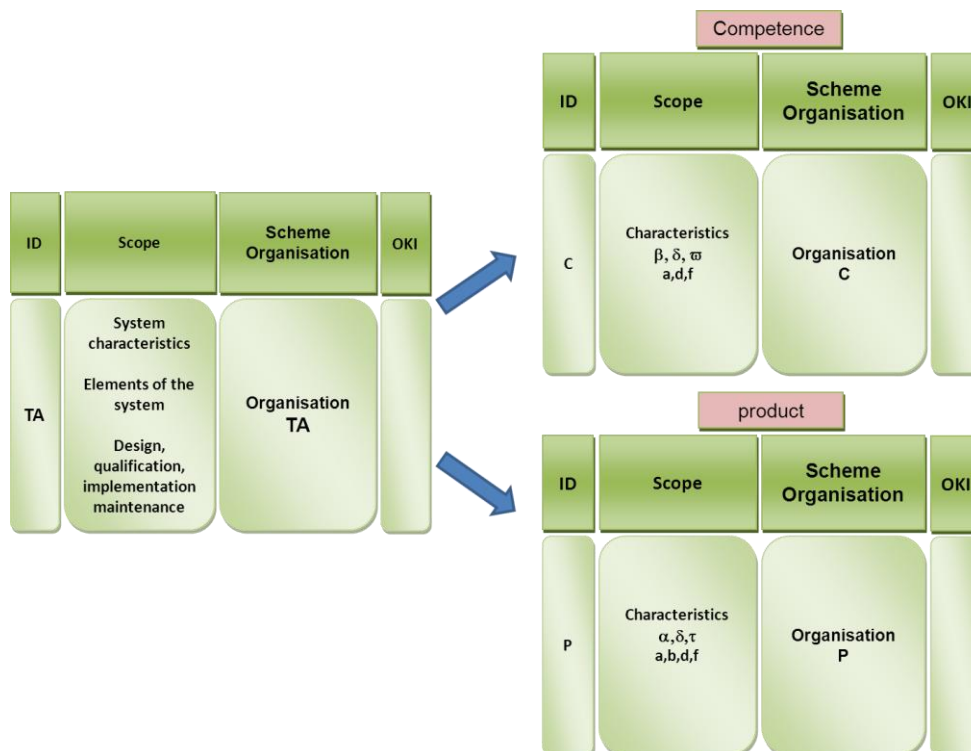 ID
Scope
Scheme
Organisation
OKI
TA
System
characteristics
Elements of the
system
Design,
qualification,
implementation
maintenance
Organisation
TA
Competence
ID
Scope
Scheme
Organisation
OKI
C
Characteristics
β, δ, ϖ
a,d,f
Organisation
C
product
ID
Scope
Scheme
Organisation
OKI
P
Characteristics
α,δ,τ
a,b,d,f
Organisation
P